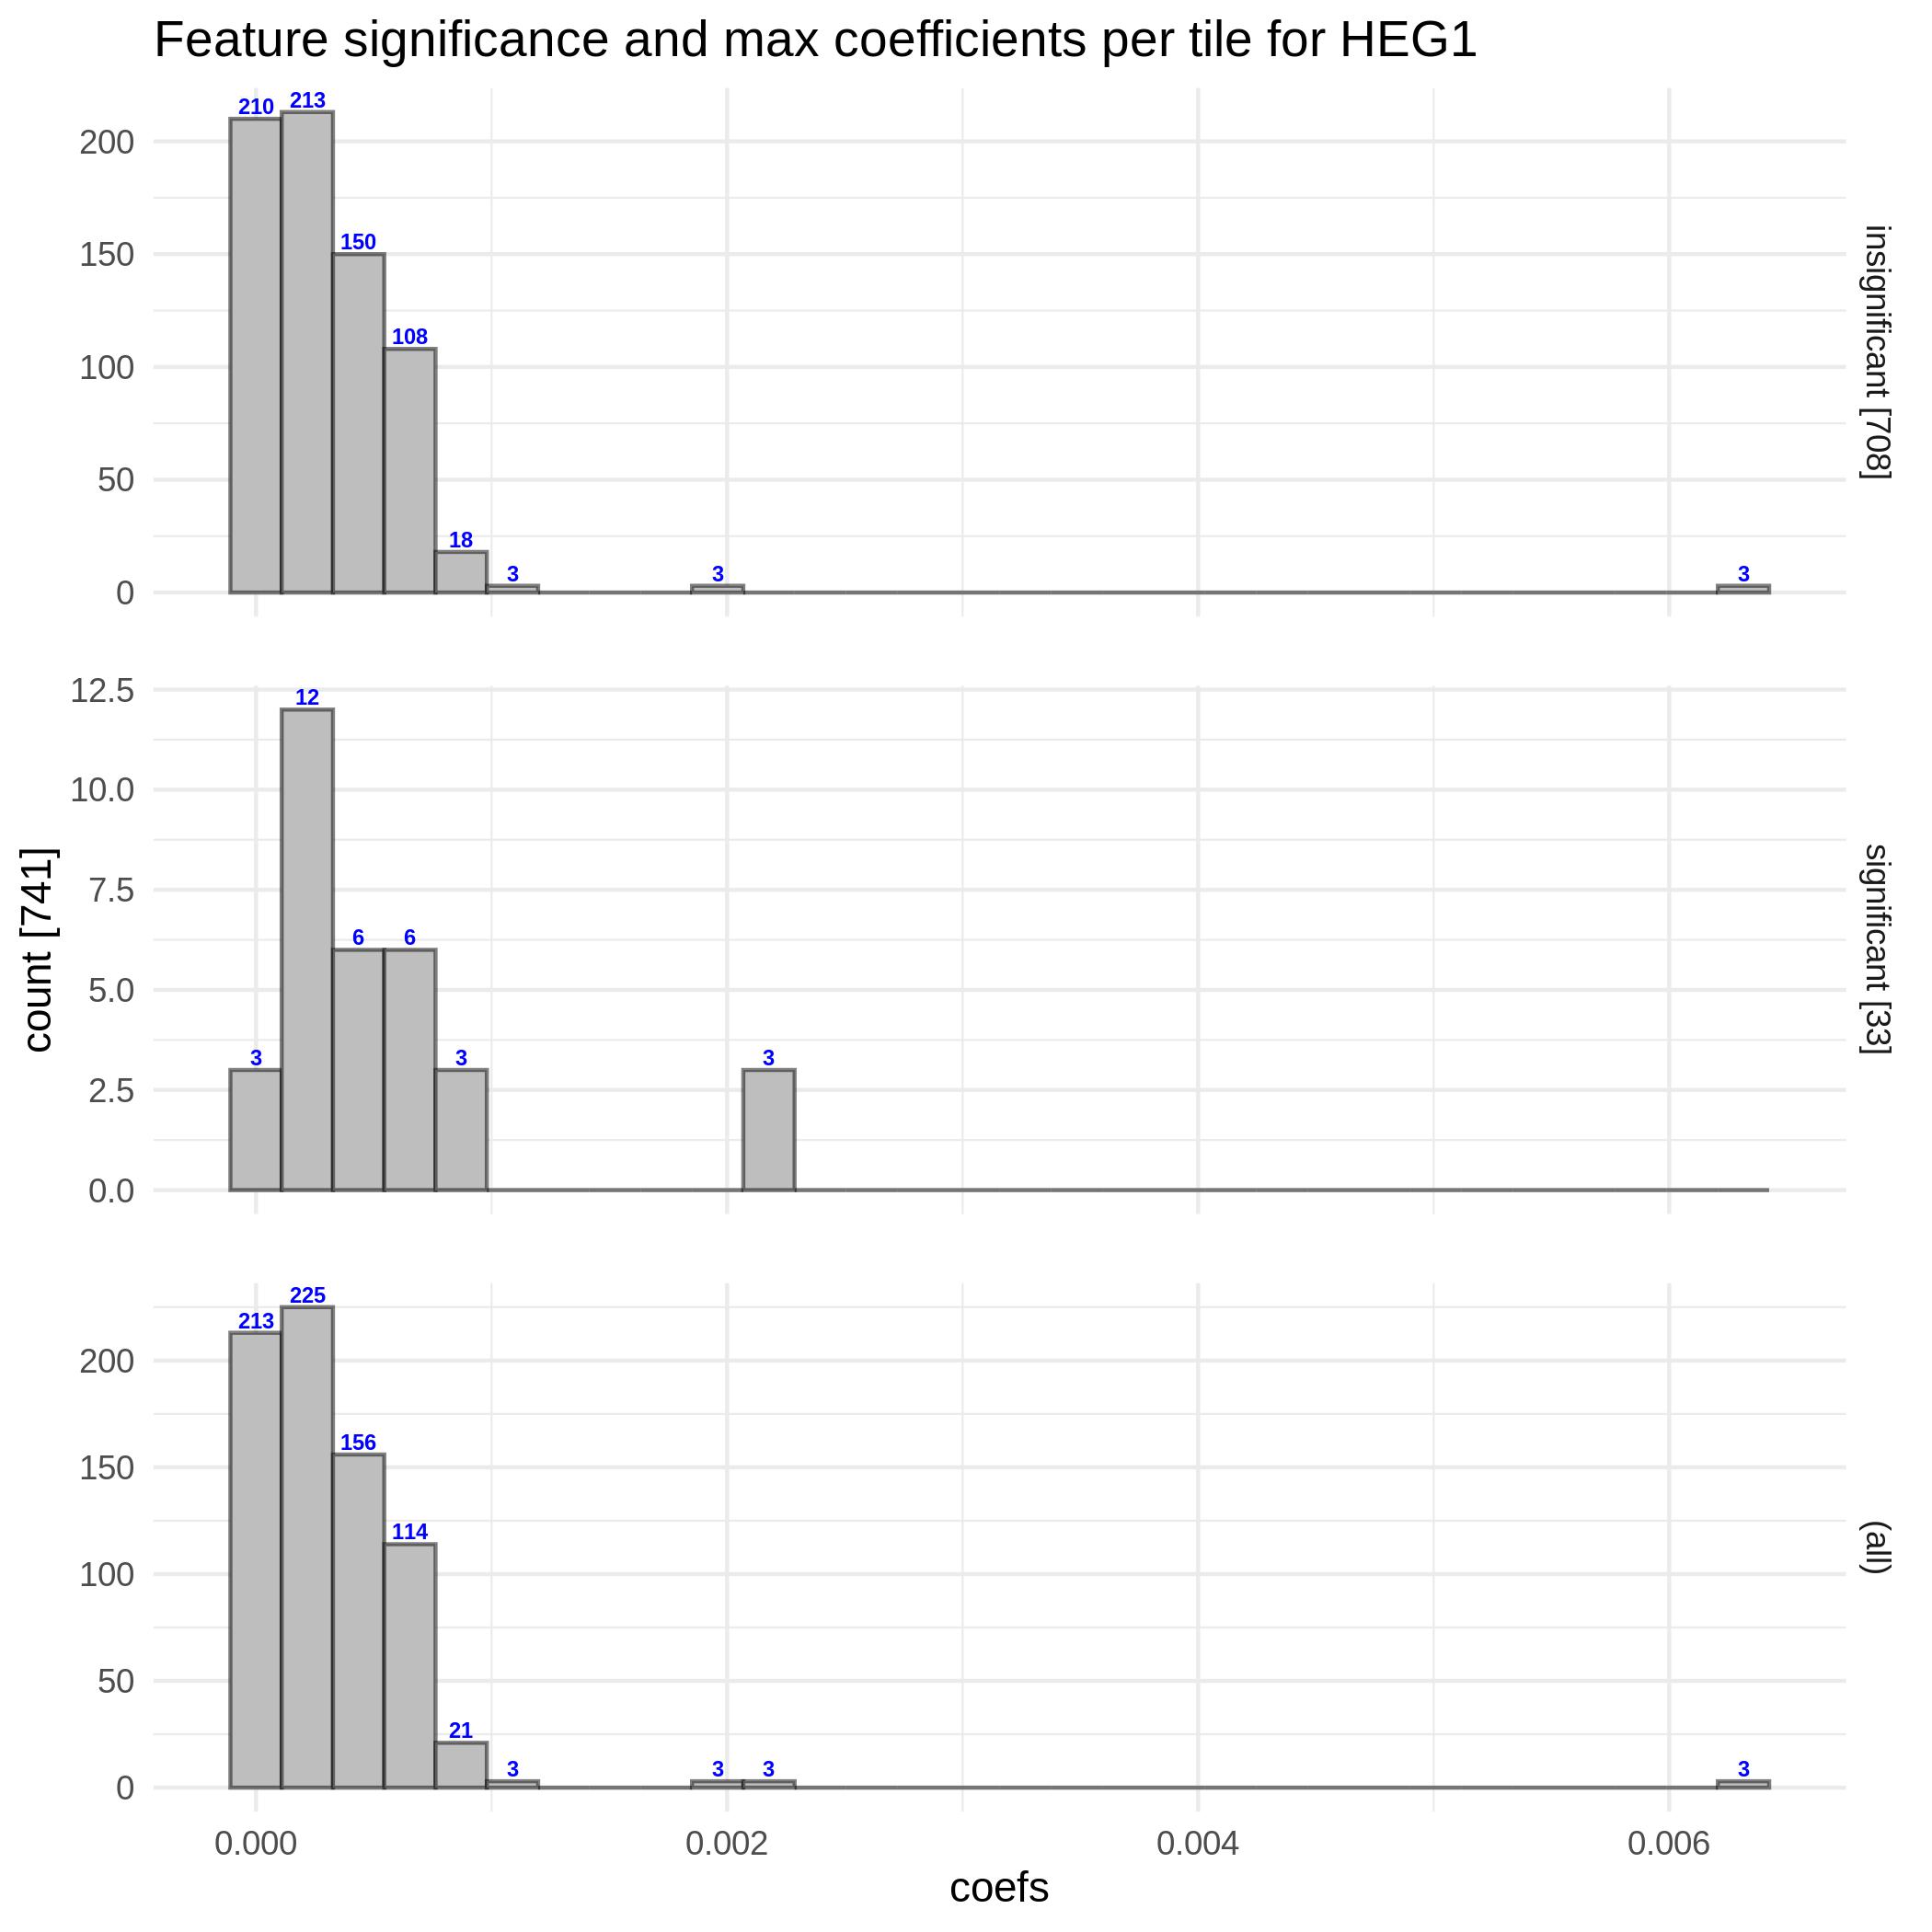 Feature significance and max coefficients per tile for HEG1
210 213 150 108 18 3 3 3
200
150
100
50
0
insignificant [708]
count [741]
12.5
10.0
7.5
5.0
2.5
0.0
3 12 6 6 3 3
significant [33]
213 225 156 114 21 3 3 3 3
200
150
100
50
0
(all)
0.000 0.002 0.004 0.006
coefs